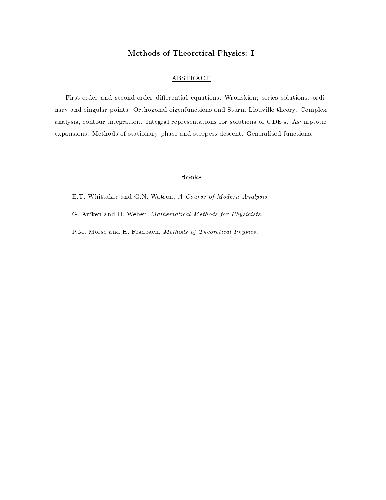 Methods of Theoretical Physics: I
ABSTRACT
First-order and second-order differential equations; Wronskian; series solutions; ordi-
nary and singular points. Orthogonal eigenfunctions and Sturm-Liouville theory. Complex
analysis, contour integration. Integral representations for solutions of ODE's. Asymptotic
expansions. Methods of stationary phase and steepest descent. Generalised functions.
Books
E.T. Whittaker and G.N. Watson, A Course of Modern Analysis.
G. Arfken and H. Weber, Mathematical Methods for Physicists.
P.M. Morse and H. Feshbach, Methods of Theoretical Physics.